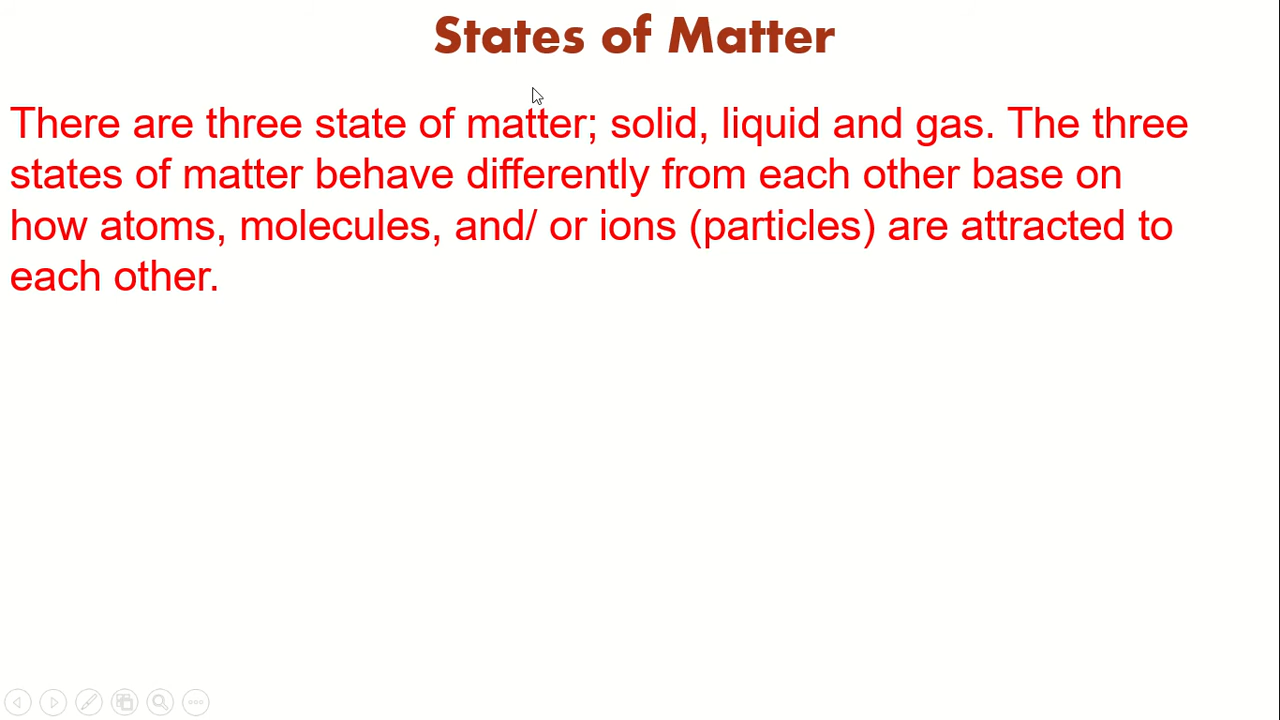 States of Matter
There are three state of matter; solid, liquid and gas. The three
states of matter behave differently from each other base on
how atoms, molecules, and/ or ions (particles) are attracted to
each other.